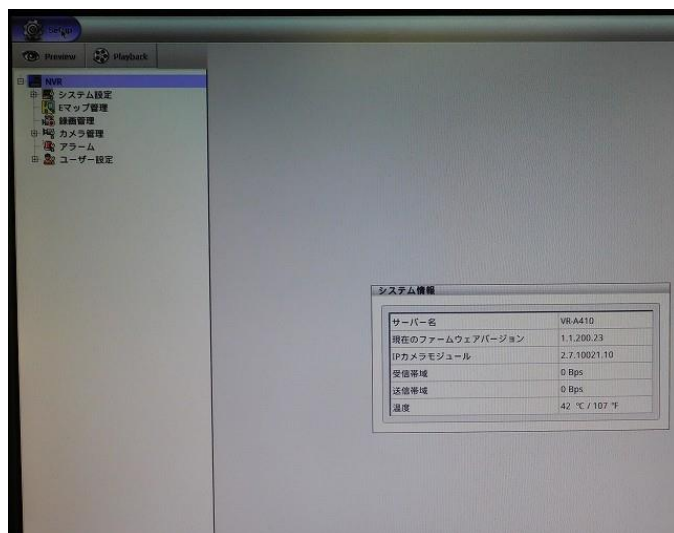 Setup
Preview Playback
NVR
システム設定
Eマップ管理
録画管理
カメラ管理
アラーム
ユーザー設定
システム情報
サーバー名 VR-A410
現在のファームウェアバージョン 1.1.200.23
IPカメラモジュール 2.7.10021.10
受信帯域 0 Bps
送信帯域 0 Bps
温度 42 ℃ / 107 ℉